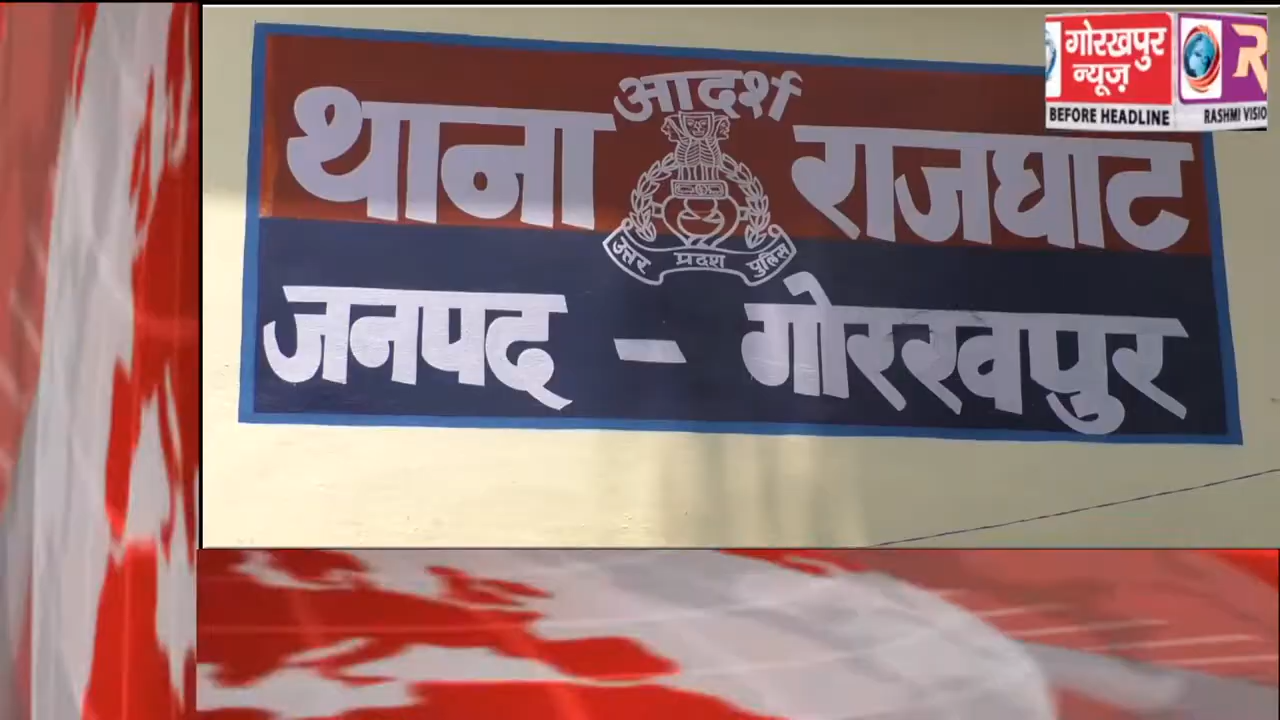 आदर्श
थाना राजघाट
उत्तर प्रदेश पुलिस
जनपद - गोरखपुर
गोरखपुर
न्यूज़
BEFORE HEADLINE
R
RASHMI VISIO